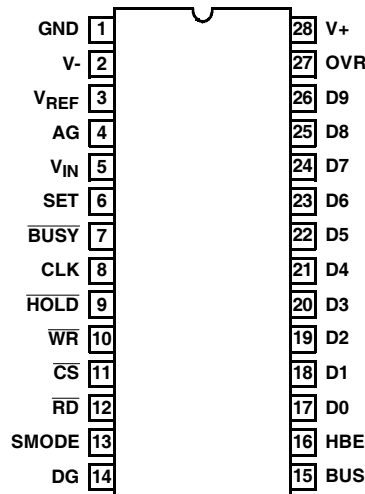 GND 1 28 V+
V- 2 27 OVR
VREF 3 26 D9
AG 4 25 D8
VIN 5 24 D7
SET 6 23 D6
BUSY 7 22 D5
CLK 8 21 D4
HOLD 9 20 D3
WR 10 19 D2
CS 11 18 D1
RD 12 17 D0
SMODE 13 16 HBE
DG 14 15 BUS